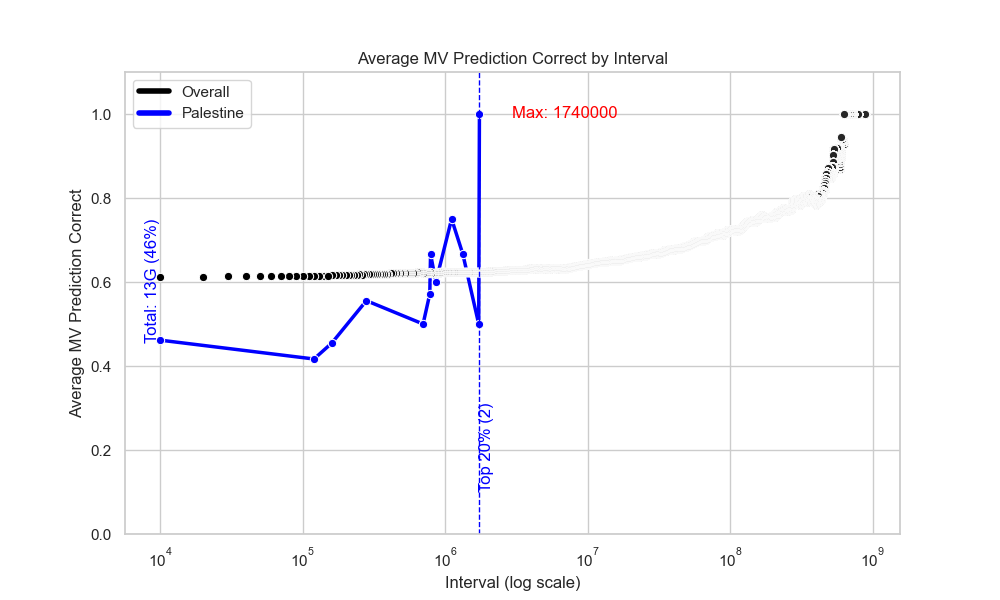 Average MV Prediction Correct by Interval
Overall
Palestine
Max: 1740000
Total: 13G (46%)
Top 20% (2)
Average MV Prediction Correct
1.0
0.8
0.6
0.4
0.2
0.0
10^4
10^5
10^6
10^7
10^8
10^9
Interval (log scale)